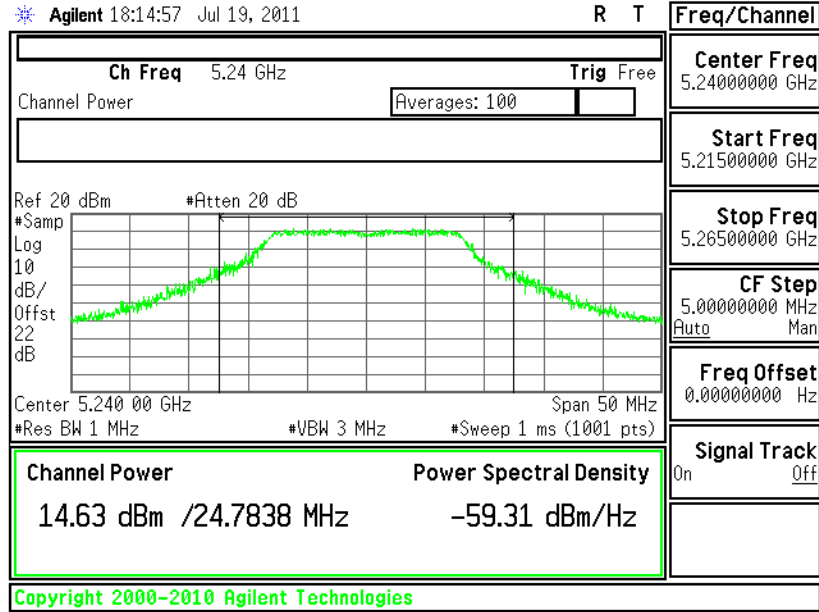 Agilent 18:14:57 Jul 19, 2011 R T
Freq/Channel
Ch Freq 5.24 GHz Trig Free
Channel Power Averages: 100
Center Freq
5.24000000 GHz
Start Freq
5.21500000 GHz
Stop Freq
5.26500000 GHz
CF Step
5.00000000 MHz
Auto Man
Freq Offset
0.00000000 Hz
Signal Track
On Off
Ref 20 dBm #Atten 20 dB
#Samp
Log
10
dB/
Offst
22
dB
Center 5.240 00 GHz Span 50 MHz
#Res BW 1 MHz #VBW 3 MHz #Sweep 1 ms (1001 pts)
Channel Power Power Spectral Density
14.63 dBm /24.7838 MHz -59.31 dBm/Hz
Copyright 2000-2010 Agilent Technologies